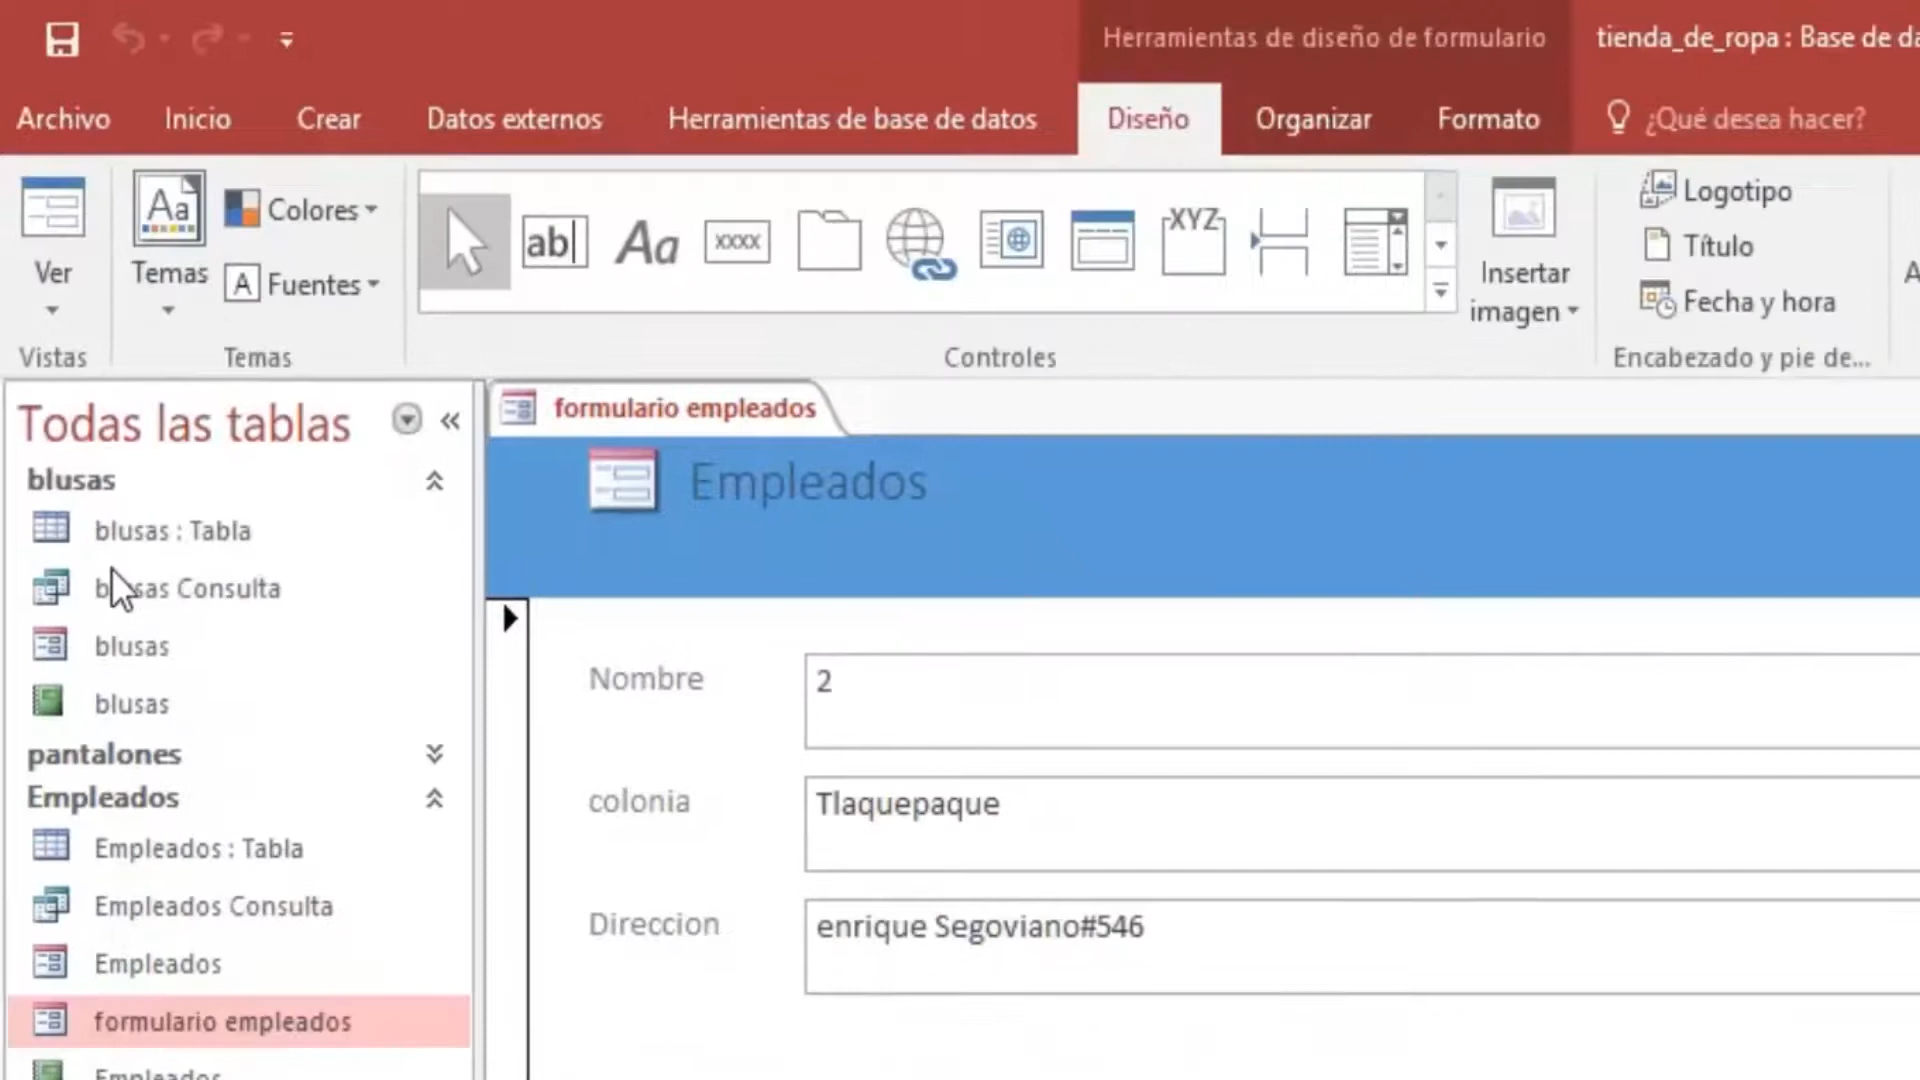 Herramientas de diseño de formulario
tienda_de_ropa : Base de da
Archivo Inicio Crear Datos externos Herramientas de base de datos Diseño Organizar Formato ¿Qué desea hacer?
Ver
Temas
Colores
Fuentes
ab|
Aa
xxxx
XYZ
Insertar
imagen
Logotipo
Título
Fecha y hora
Vistas
Temas
Controles
Encabezado y pie de...
Todas las tablas
blusas
blusas : Tabla
blusas Consulta
blusas
blusas
pantalones
Empleados
Empleados : Tabla
Empleados Consulta
Empleados
formulario empleados
Empleados
formulario empleados
Empleados
Nombre 2
colonia Tlaquepaque
Direccion enrique Segoviano#546